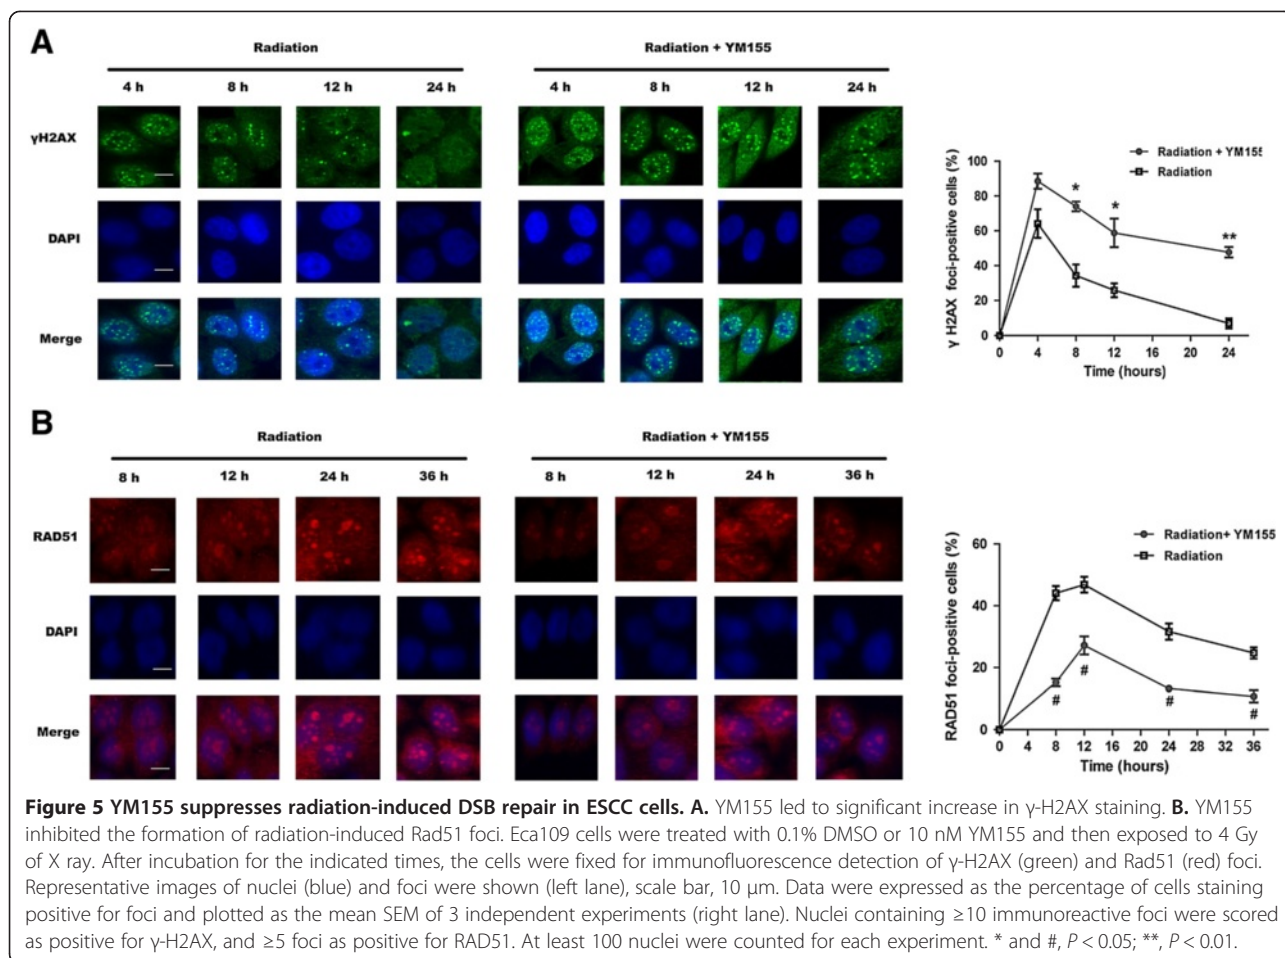 A
Radiation
Radiation + YM155
4 h 8 h 12 h 24 h 4 h 8 h 12 h 24 h
γH2AX
DAPI
Merge
γ H2AX foci-positive cells (%)
100
80
60
40
20
0
Radiation + YM155
Radiation
*
*
**
0 4 8 12 16 20 24
Time (hours)
B
Radiation
Radiation + YM155
8 h 12 h 24 h 36 h 8 h 12 h 24 h 36 h
RAD51
DAPI
Merge
RAD51 foci-positive cells (%)
60
40
20
0
Radiation+ YM155
Radiation
#
#
#
#
0 4 8 12 16 20 24 28 32 36
Time (hours)
Figure 5 YM155 suppresses radiation-induced DSB repair in ESCC cells. A. YM155 led to significant increase in γ-H2AX staining. B. YM155
inhibited the formation of radiation-induced Rad51 foci. Eca109 cells were treated with 0.1% DMSO or 10 nM YM155 and then exposed to 4 Gy
of X ray. After incubation for the indicated times, the cells were fixed for immunofluorescence detection of γ-H2AX (green) and Rad51 (red) foci.
Representative images of nuclei (blue) and foci were shown (left lane), scale bar, 10 μm. Data were expressed as the percentage of cells staining
positive for foci and plotted as the mean SEM of 3 independent experiments (right lane). Nuclei containing ≥10 immunoreactive foci were scored
as positive for γ-H2AX, and ≥5 foci as positive for RAD51. At least 100 nuclei were counted for each experiment. * and #, P < 0.05; **, P < 0.01.